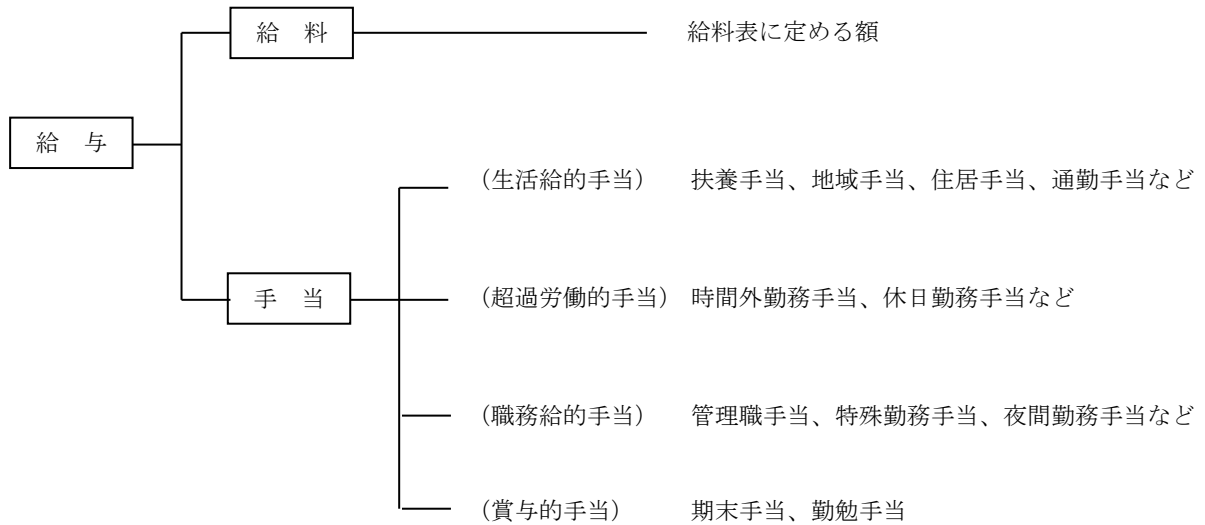 給 料 給料表に定める額
給 与
(生活給的手当) 扶養手当、地域手当、住居手当、通勤手当など
手 当 (超過労働的手当) 時間外勤務手当、休日勤務手当など
(職務給的手当) 管理職手当、特殊勤務手当、夜間勤務手当など
(賞与的手当) 期末手当、勤勉手当